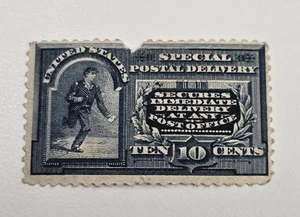 UNITED STATES
SPECIAL
POSTAL DELIVERY
SECURES
IMMEDIATE
DELIVERY
AT ANY
POST OFFICE
TEN 10 CENTS